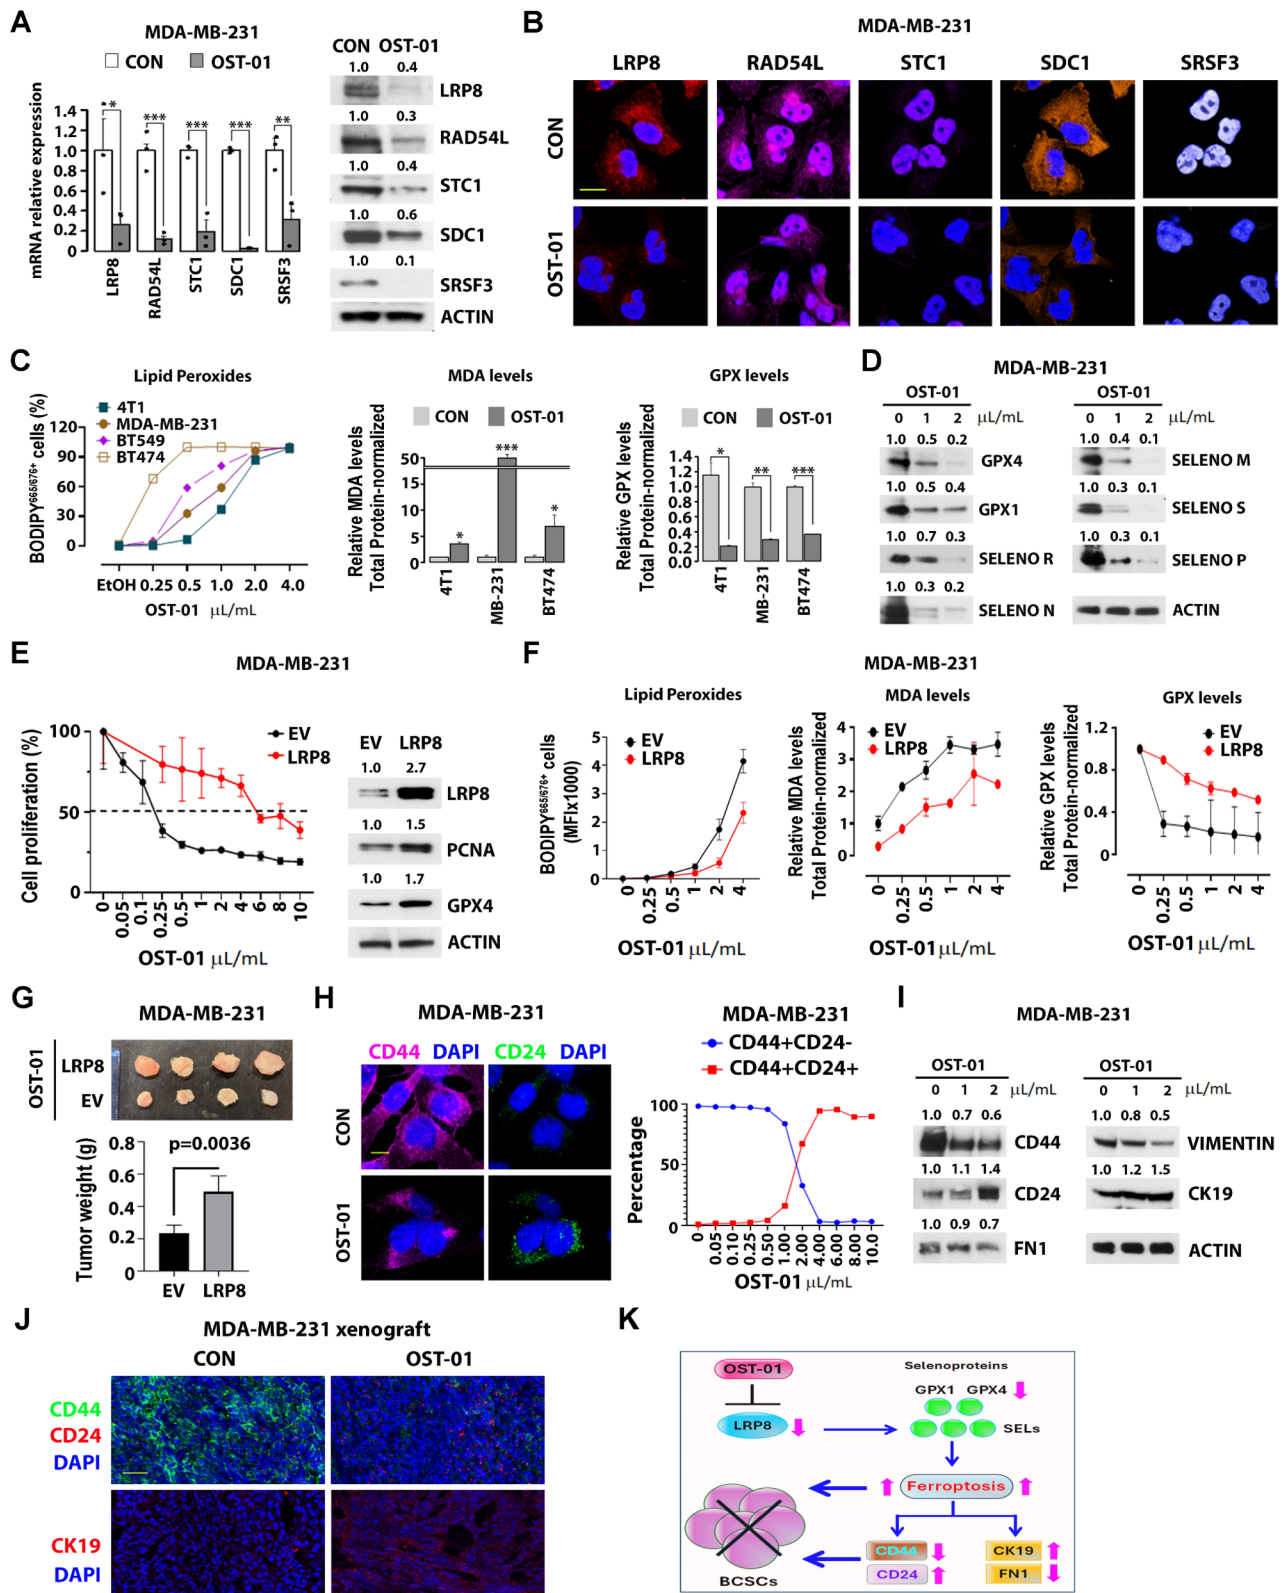 A
MDA-MB-231
CON OST-01
mRNA relative expression
1.4
1.2
1.0
0.8
0.6
0.4
0.2
0
* *** *** *** **
LRP8 RAD54L STC1 SDC1 SRSF3
CON OST-01
1.0 0.4
LRP8
1.0 0.3
RAD54L
1.0 0.4
STC1
1.0 0.6
SDC1
1.0 0.1
SRSF3
ACTIN
B
MDA-MB-231
LRP8 RAD54L STC1 SDC1 SRSF3
CON
OST-01
C
Lipid Peroxides
4T1
MDA-MB-231
BT549
BT474
BODIPY665/676+ cells (%)
120
90
60
30
0
EtOH 0.25 0.5 1.0 2.0 4.0
OST-01 μL/mL
MDA levels
CON OST-01
Relative MDA levels
Total Protein-normalized
50
15
10
5
0
* *** *
4T1 MB-231 BT474
GPX levels
CON OST-01
Relative GPX levels
Total Protein-normalized
1.4
1.2
1.0
0.8
0.6
0.4
0.2
0.0
* ** ***
4T1 MB-231 BT474
D
MDA-MB-231
OST-01 OST-01
0 1 2 μL/mL 0 1 2 μL/mL
1.0 0.5 0.2 1.0 0.4 0.1
GPX4 SELENO M
1.0 0.5 0.4 1.0 0.3 0.1
GPX1 SELENO S
1.0 0.7 0.3 1.0 0.3 0.1
SELENO R SELENO P
1.0 0.3 0.2
SELENO N ACTIN
E
MDA-MB-231
Cell proliferation (%)
100
50
50
0
EV
LRP8
0 0.05 0.1 0.25 0.5 1 2 4 6 8 10
OST-01 μL/mL
EV LRP8
1.0 2.7
LRP8
1.0 1.5
PCNA
1.0 1.7
GPX4
ACTIN
F
MDA-MB-231
Lipid Peroxides
BODIPY665/676+ cells
(MFIx1000)
5
4
3
2
1
0
EV
LRP8
0 0.25 0.5 1 2 4
OST-01 μL/mL
MDA levels
Relative MDA levels
Total Protein-normalized
4
3
2
1
0
EV
LRP8
0 0.25 0.5 1 2 4
OST-01 μL/mL
GPX levels
Relative GPX levels
Total Protein-normalized
1.2
0.8
0.4
0
EV
LRP8
0 0.25 0.5 1 2 4
OST-01 μL/mL
G
MDA-MB-231
OST-01
LRP8
EV
Tumor weight (g)
0.8
0.6
0.4
0.2
0
p=0.0036
EV LRP8
H
MDA-MB-231
CD44 DAPI CD24 DAPI
CON
OST-01
MDA-MB-231
CD44+CD24-
CD44+CD24+
Percentage
100
50
0
0 0.05 0.10 0.25 0.50 1.00 2.00 4.00 6.00 8.00 10.0
OST-01 μL/mL
I
MDA-MB-231
OST-01 OST-01
0 1 2 μL/mL 0 1 2 μL/mL
1.0 0.7 0.6 1.0 0.8 0.5
CD44 VIMENTIN
1.0 1.1 1.4 1.0 1.2 1.5
CD24 CK19
1.0 0.9 0.7
FN1 ACTIN
J
MDA-MB-231 xenograft
CON OST-01
CD44
CD24
DAPI
CK19
DAPI
K
OST-01
LRP8
Selenoproteins
GPX1 GPX4
SELs
Ferroptosis
CD44
CD24
CK19
FN1
BCSCs